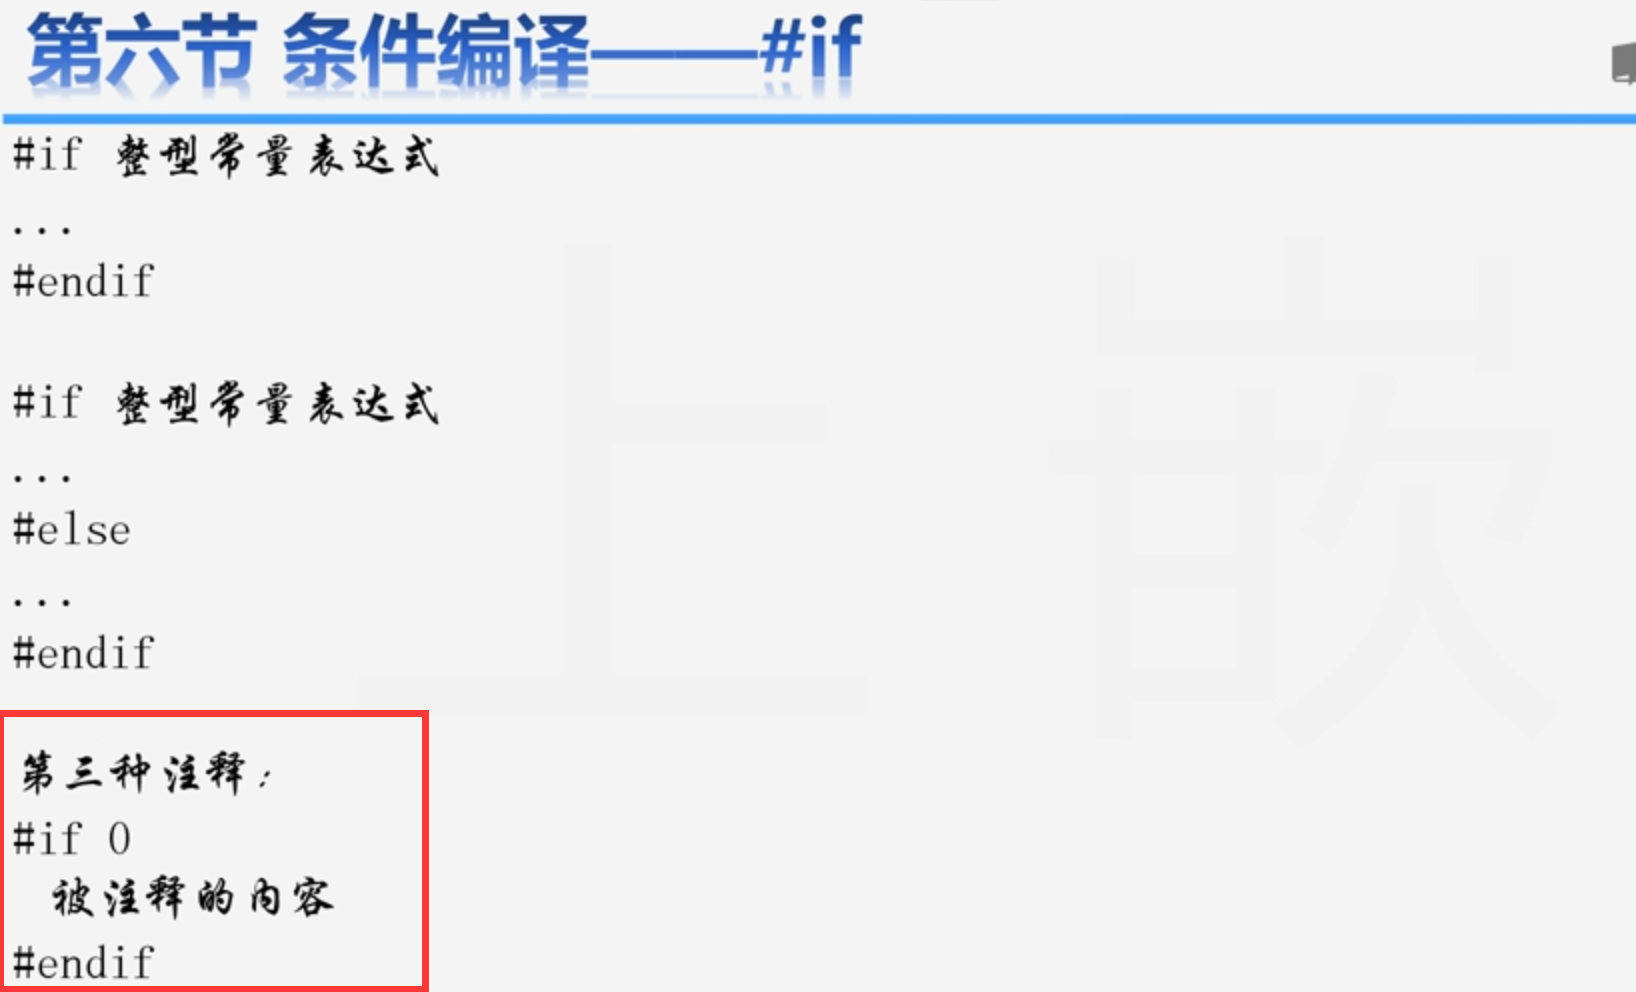 第六节 条件编译——#if
#if 整型常量表达式
...
#endif
#if 整型常量表达式
...
#else
...
#endif
第三种注释：
#if 0
被注释的内容
#endif
上 嵌